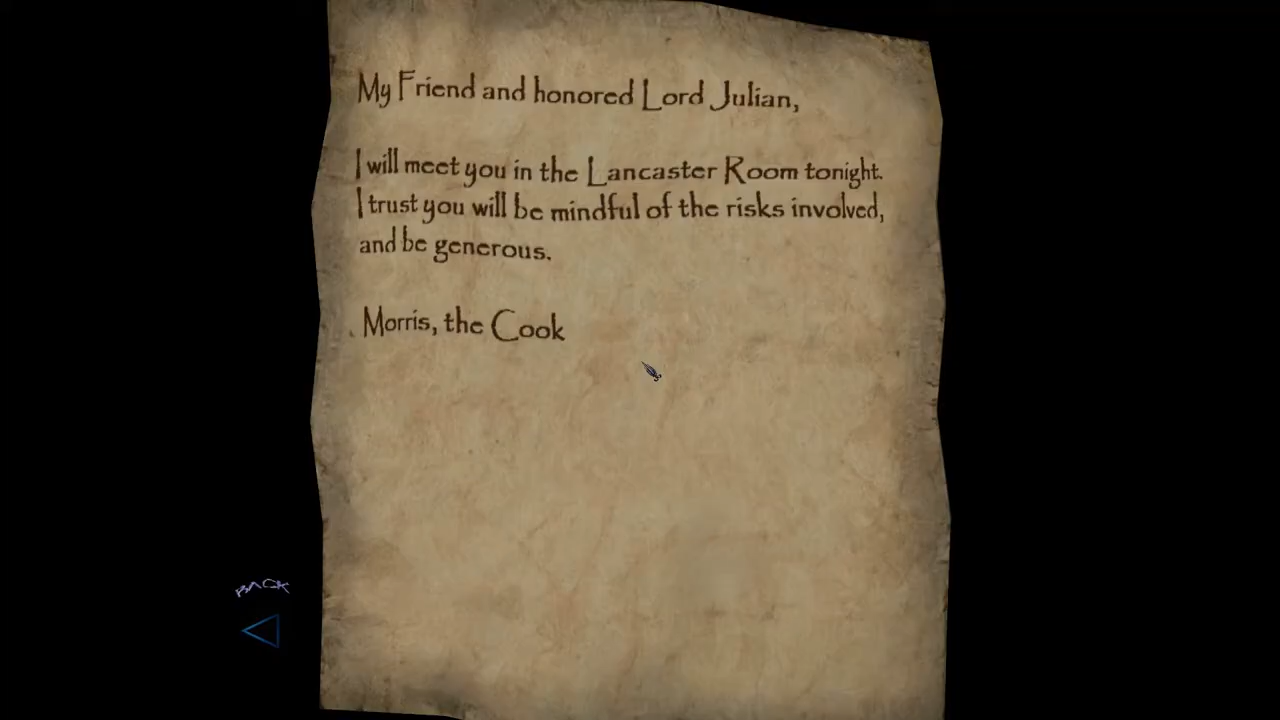 My Friend and honored Lord Julian,
I will meet you in the Lancaster Room tonight.
I trust you will be mindful of the risks involved,
and be generous.
Morris, the Cook
BACK